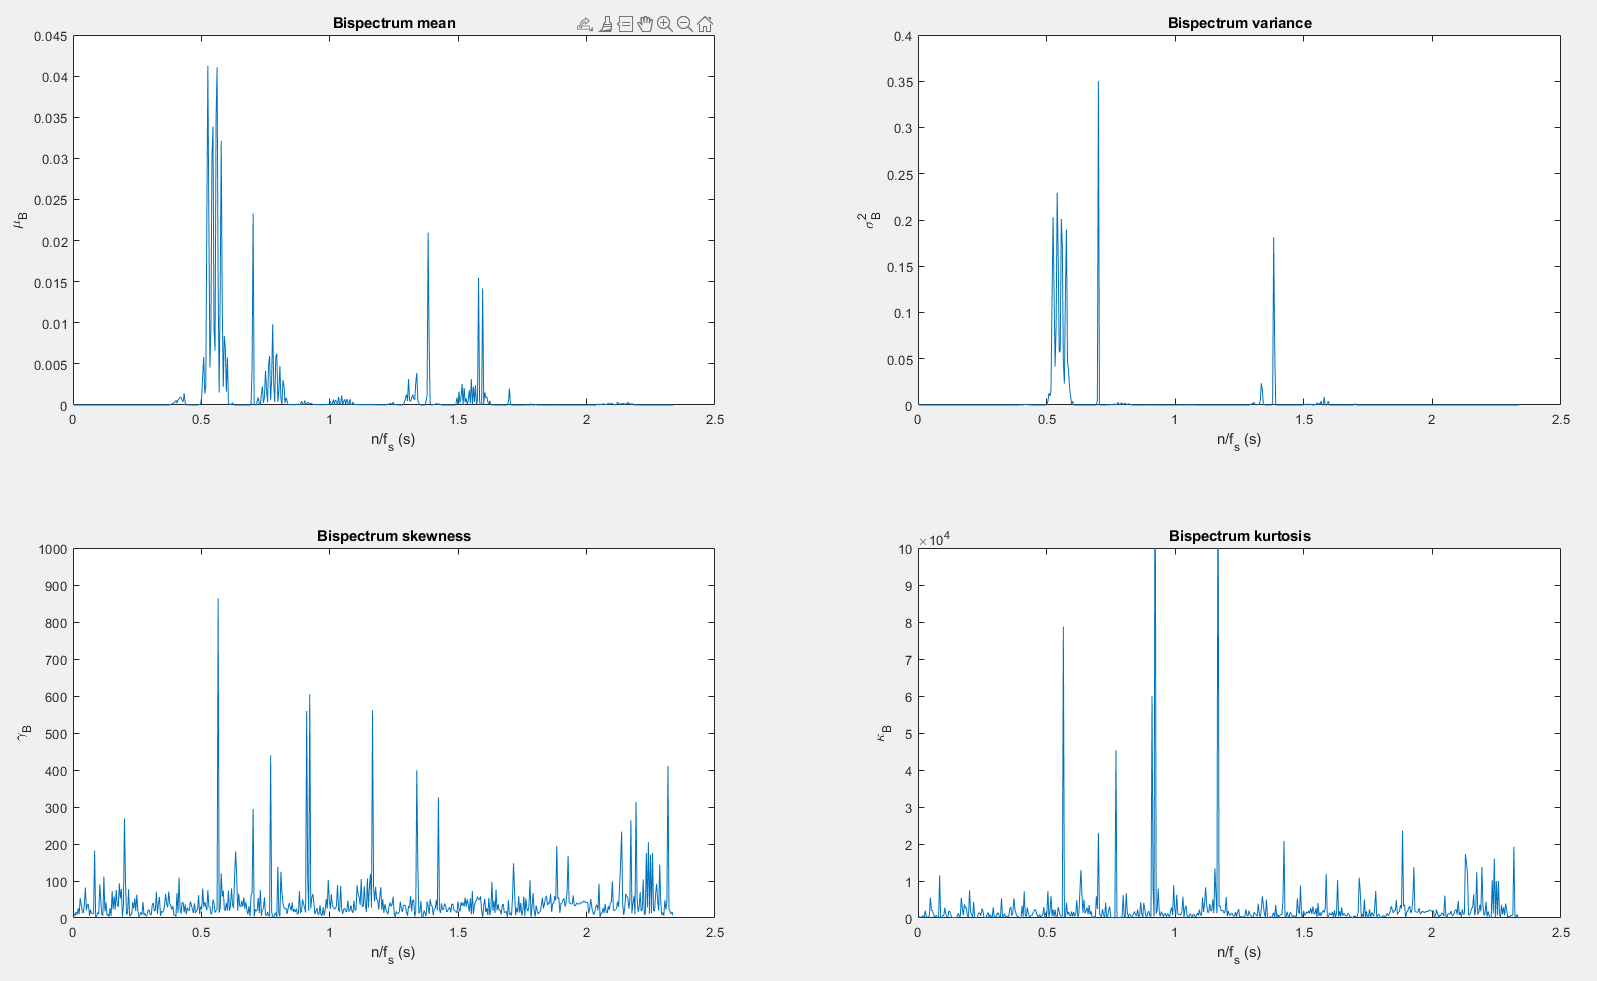 Bispectrum mean
0.045
0.04
0.035
0.03
0.025
0.02
0.015
0.01
0.005
0
μB
0 0.5 1 1.5 2 2.5
n/fs (s)
Bispectrum variance
0.4
0.35
0.3
0.25
0.2
0.15
0.1
0.05
0
σ2B
0 0.5 1 1.5 2 2.5
n/fs (s)
Bispectrum skewness
1000
900
800
700
600
500
400
300
200
100
0
γB
0 0.5 1 1.5 2 2.5
n/fs (s)
Bispectrum kurtosis
×104
10
9
8
7
6
5
4
3
2
1
0
κB
0 0.5 1 1.5 2 2.5
n/fs (s)